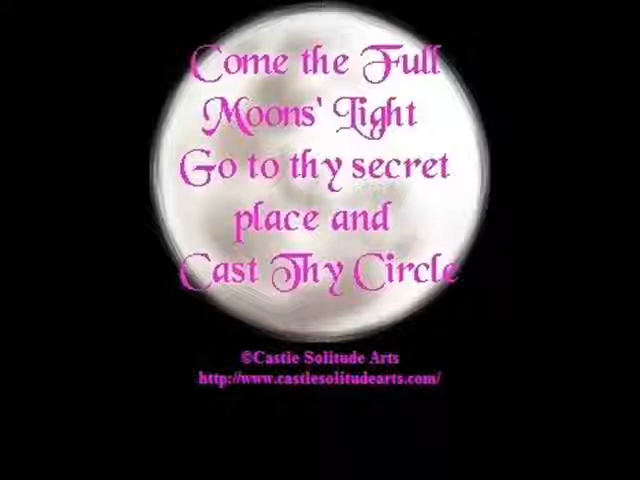 Come the Full
Moons' Light
Go to thy secret
place and
Cast Thy Circle
©Castle Solitude Arts
http://www.castlesolitudearts.com/